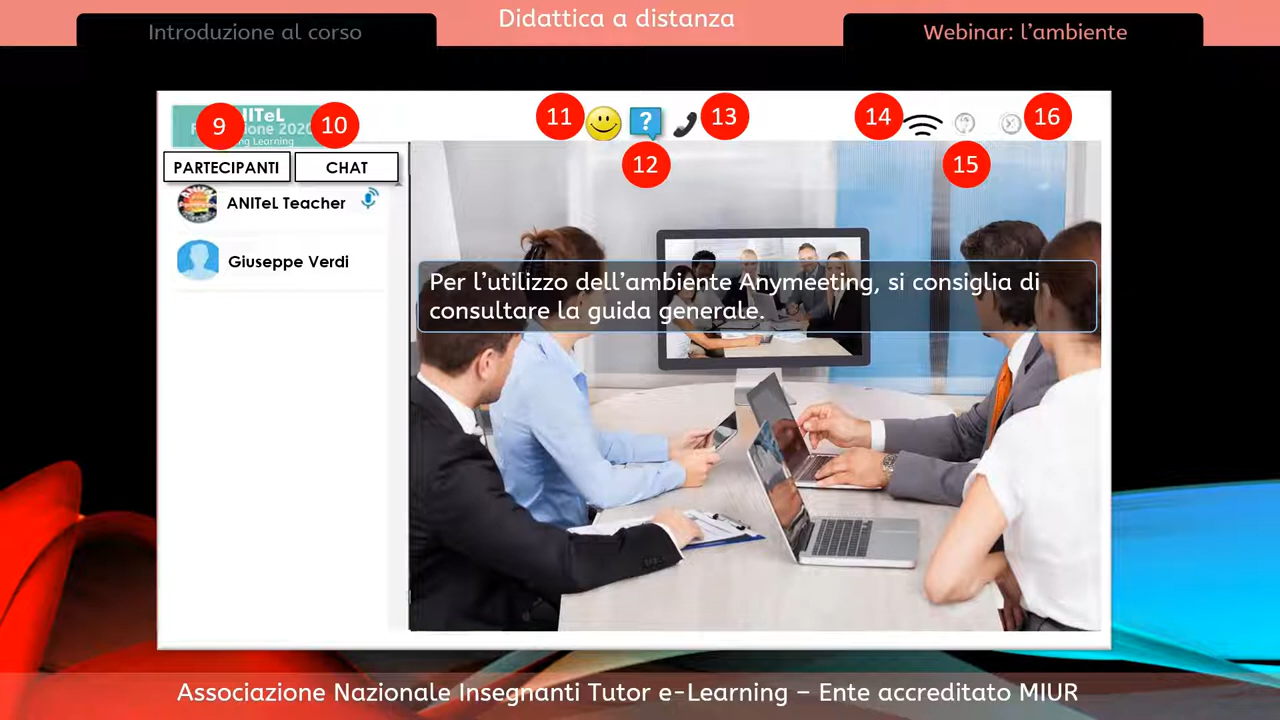 Didattica a distanza
Introduzione al corso
Webinar: l’ambiente
9
10
11
?
13
14
16
12
15
PARTECIPANTI
CHAT
ANITeL Teacher
Giuseppe Verdi
Per l’utilizzo dell’ambiente Anymeeting, si consiglia di
consultare la guida generale.
Associazione Nazionale Insegnanti Tutor e-Learning – Ente accreditato MIUR